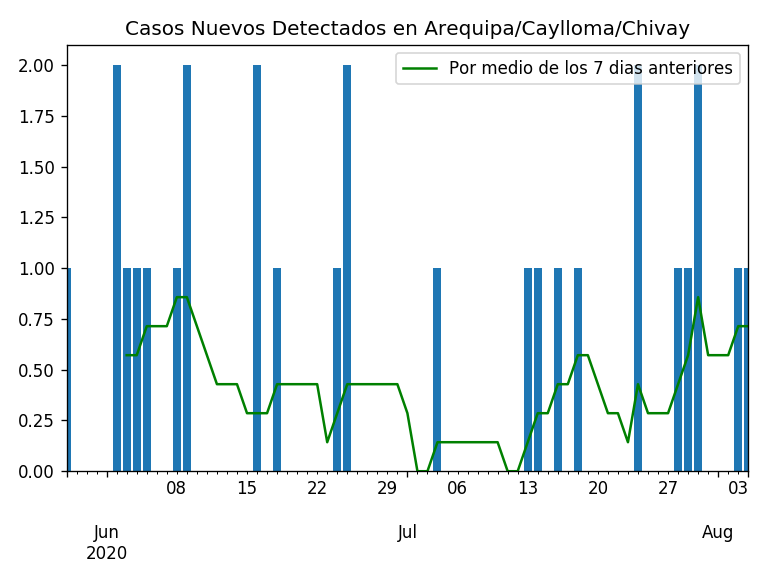 Casos Nuevos Detectados en Arequipa/Caylloma/Chivay
Por medio de los 7 dias anteriores
2.00
1.75
1.50
1.25
1.00
0.75
0.50
0.25
0.00
08 15 22 29 06 13 20 27 03
Jun Jul Aug
2020